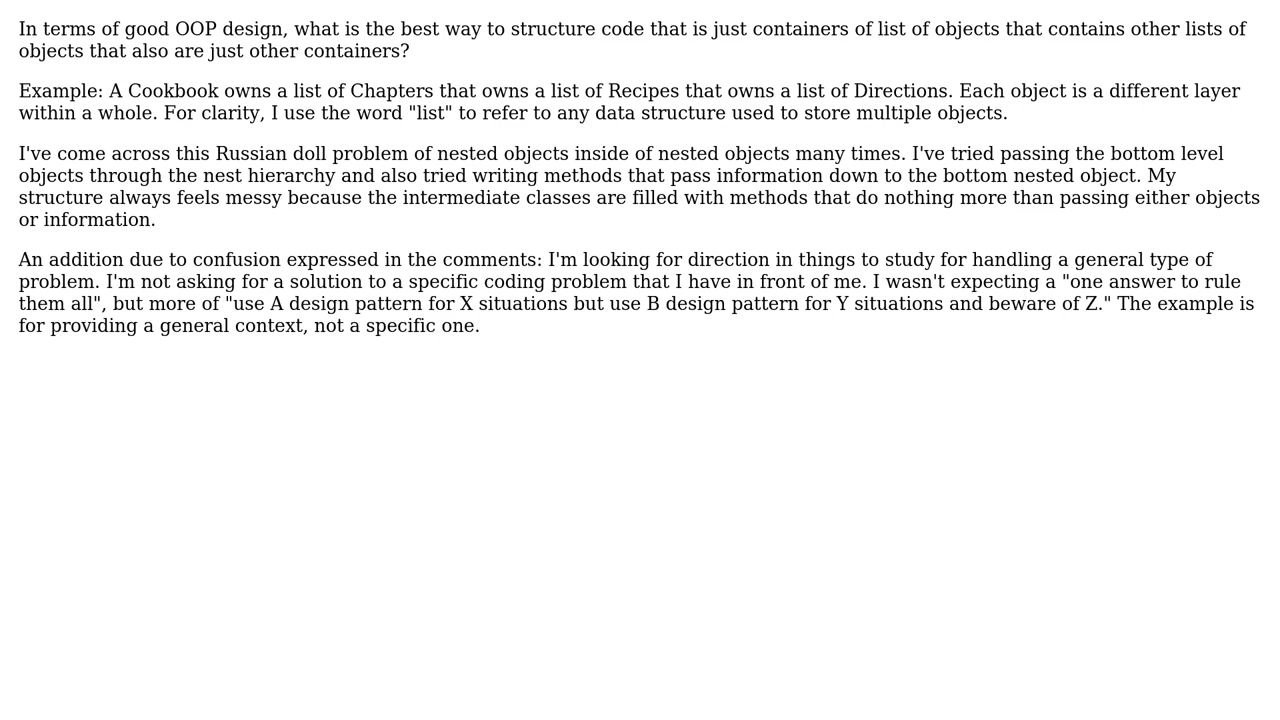 In terms of good OOP design, what is the best way to structure code that is just containers of list of objects that contains other lists of
objects that also are just other containers?
Example: A Cookbook owns a list of Chapters that owns a list of Recipes that owns a list of Directions. Each object is a different layer
within a whole. For clarity, I use the word "list" to refer to any data structure used to store multiple objects.
I've come across this Russian doll problem of nested objects inside of nested objects many times. I've tried passing the bottom level
objects through the nest hierarchy and also tried writing methods that pass information down to the bottom nested object. My
structure always feels messy because the intermediate classes are filled with methods that do nothing more than passing either objects
or information.
An addition due to confusion expressed in the comments: I'm looking for direction in things to study for handling a general type of
problem. I'm not asking for a solution to a specific coding problem that I have in front of me. I wasn't expecting a "one answer to rule
them all", but more of "use A design pattern for X situations but use B design pattern for Y situations and beware of Z." The example is
for providing a general context, not a specific one.